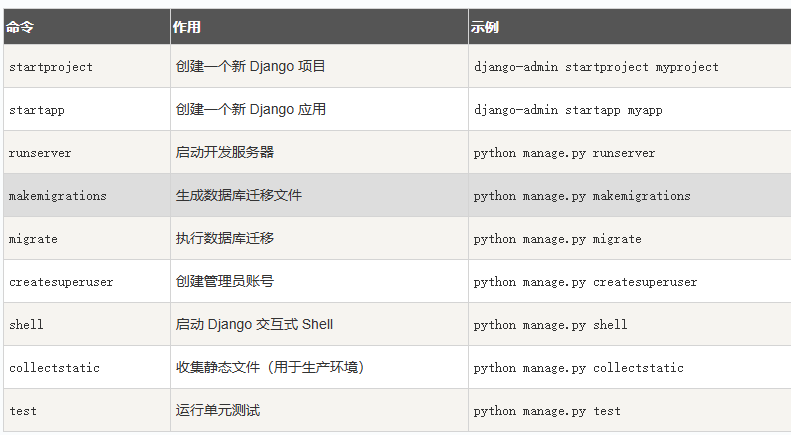 命令 作用 示例
startproject 创建一个新 Django 项目 django-admin startproject myproject
startapp 创建一个新 Django 应用 django-admin startapp myapp
runserver 启动开发服务器 python manage.py runserver
makemigrations 生成数据库迁移文件 python manage.py makemigrations
migrate 执行数据库迁移 python manage.py migrate
createsuperuser 创建管理员账号 python manage.py createsuperuser
shell 启动 Django 交互式 Shell python manage.py shell
collectstatic 收集静态文件（用于生产环境） python manage.py collectstatic
test 运行单元测试 python manage.py test